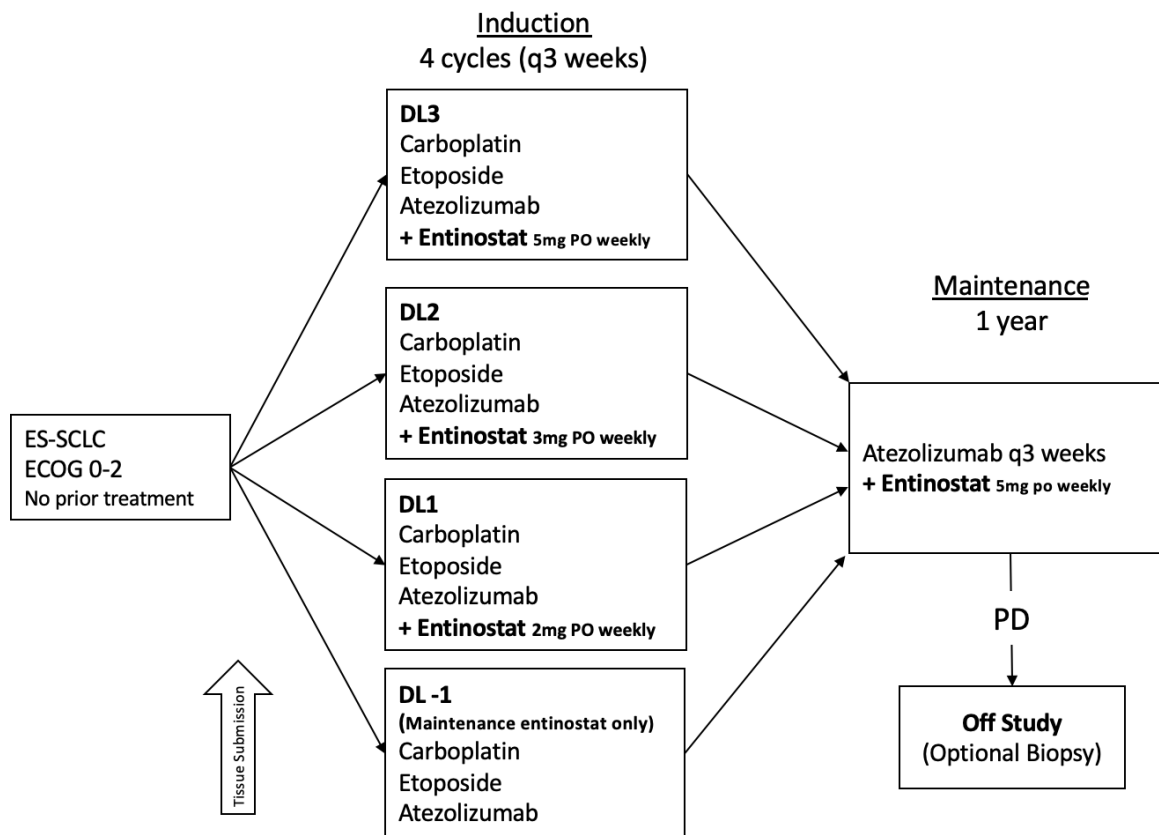 Induction
4 cycles (q3 weeks)
DL3
Carboplatin
Etoposide
Atezolizumab
+ Entinostat 5mg PO weekly
DL2
Carboplatin
Etoposide
Atezolizumab
+ Entinostat 3mg PO weekly
DL1
Carboplatin
Etoposide
Atezolizumab
+ Entinostat 2mg PO weekly
DL -1
(Maintenance entinostat only)
Carboplatin
Etoposide
Atezolizumab
ES-SCLC
ECOG 0-2
No prior treatment
Tissue Submission
Maintenance
1 year
Atezolizumab q3 weeks
+ Entinostat 5mg po weekly
PD
Off Study
(Optional Biopsy)